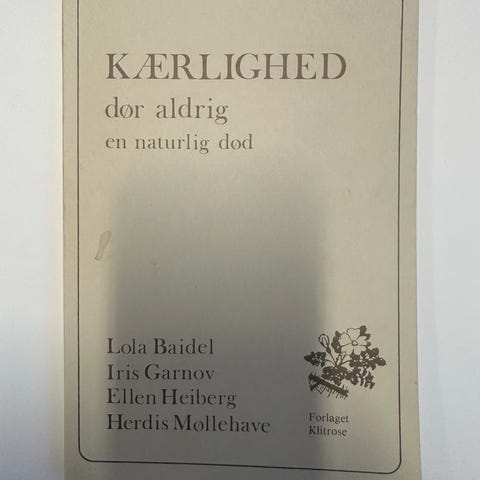 KÆRLIGHED
dør aldrig
en naturlig død
Lola Baidel
Iris Garnov
Ellen Heiberg
Herdis Møllehave
Forlaget
Klitrose